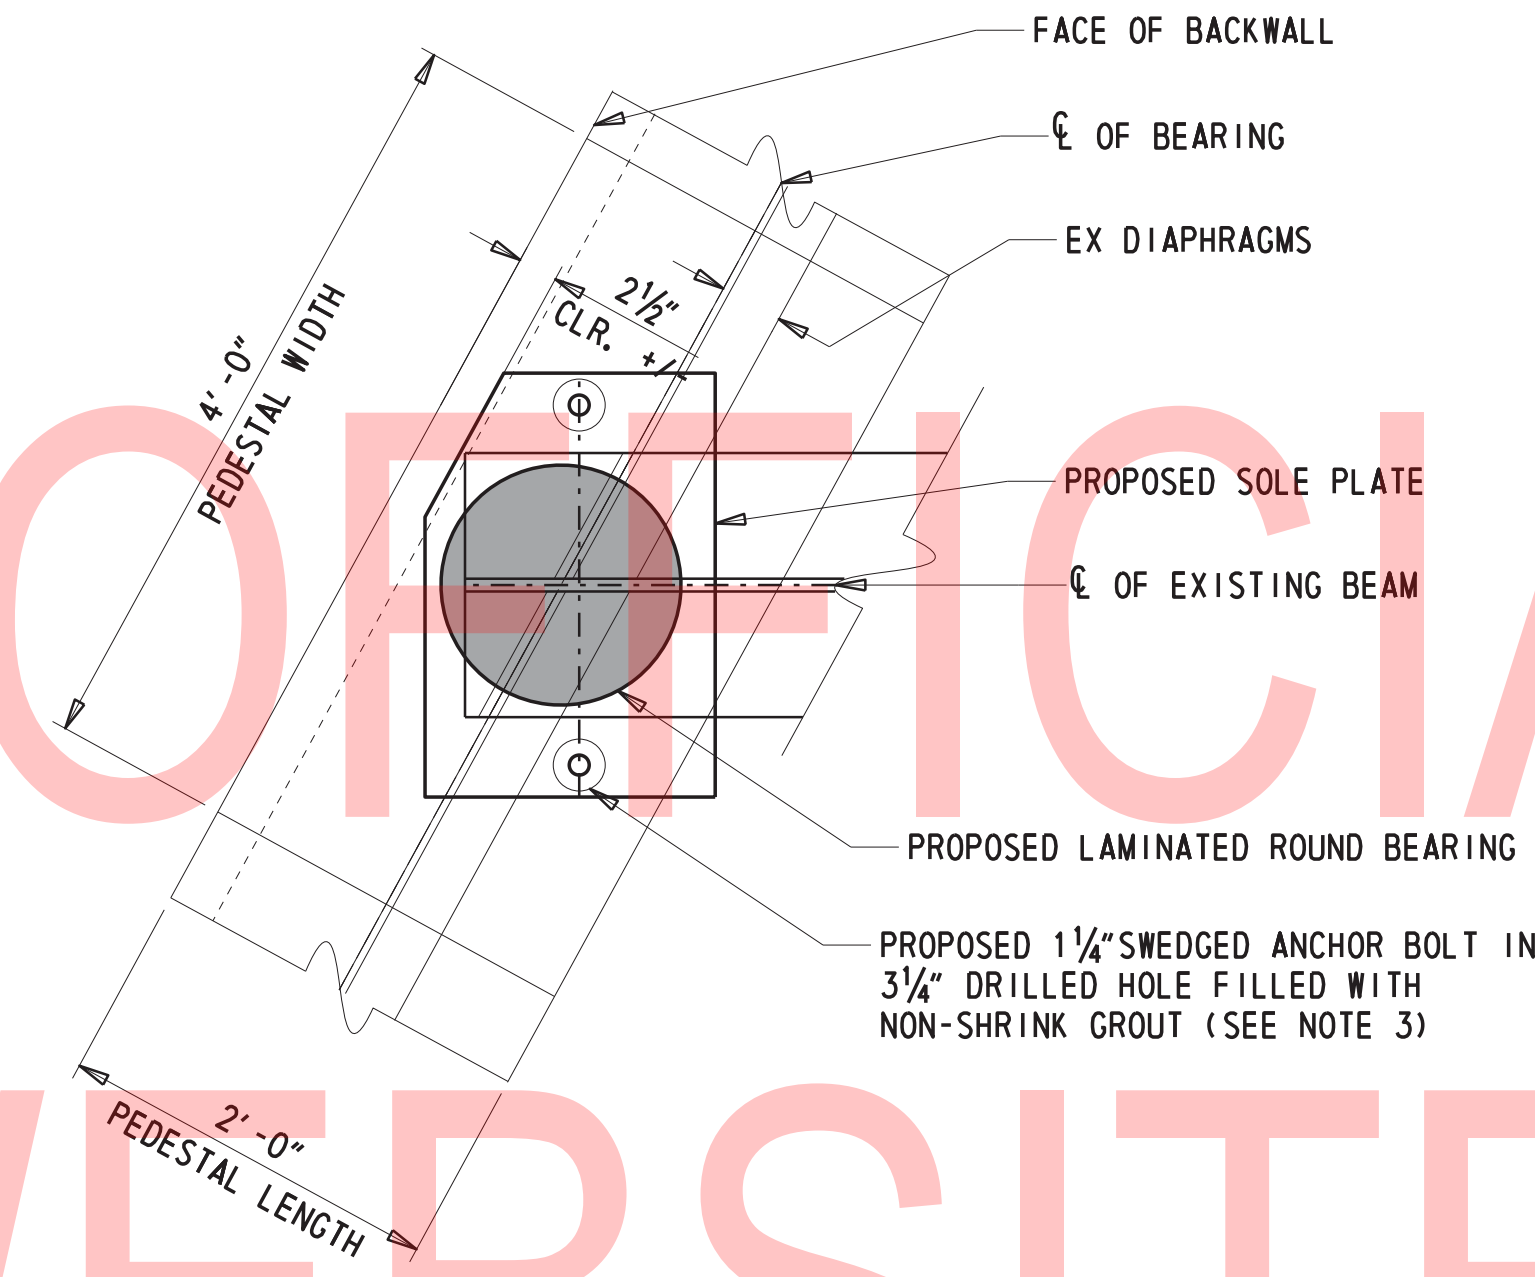 FACE OF BACKWALL
℄ OF BEARING
EX DIAPHRAGMS
2½"
CLR. +/-
4'-0"
PEDESTAL WIDTH
PROPOSED SOLE PLATE
℄ OF EXISTING BEAM
PROPOSED LAMINATED ROUND BEARING
PROPOSED 1¼" SWEDGED ANCHOR BOLT IN
3¼" DRILLED HOLE FILLED WITH
NON-SHRINK GROUT (SEE NOTE 3)
2'-0"
PEDESTAL LENGTH
OFFICIA
VERSITE